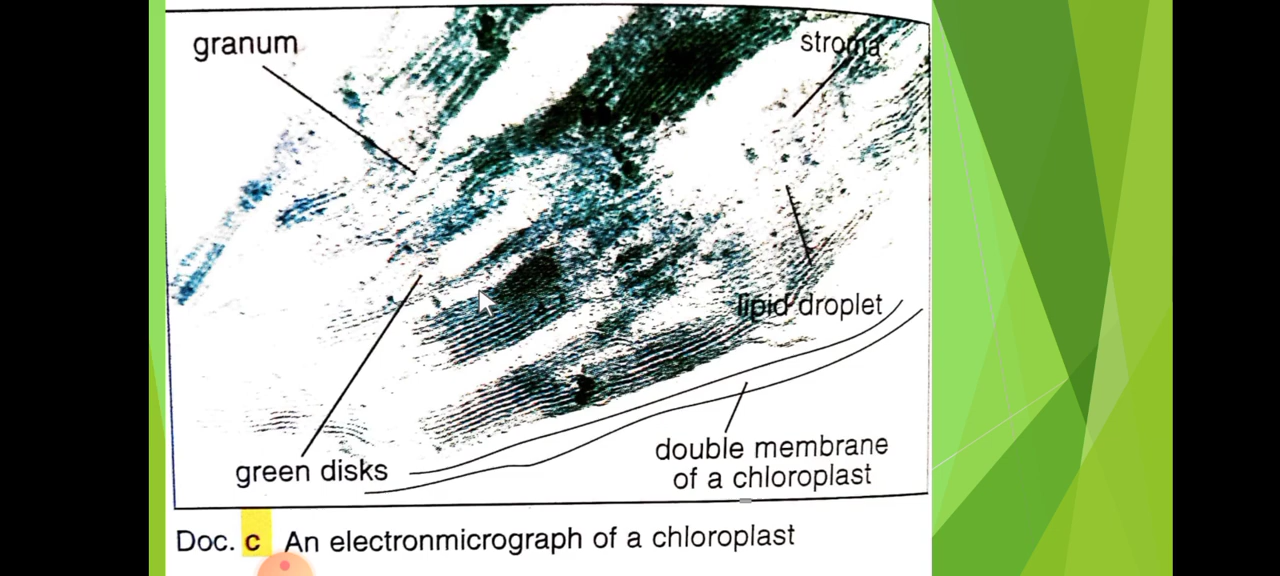 granum
stroma
lipid droplet
green disks
double membrane
of a chloroplast
Doc. c An electronmicrograph of a chloroplast